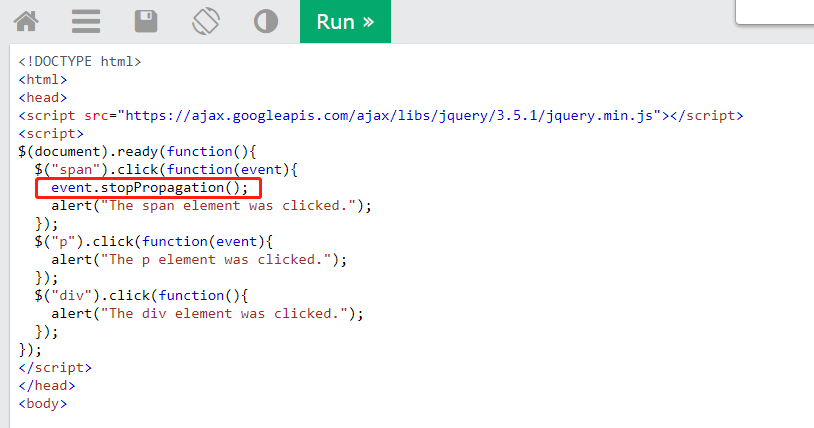 Run »
<!DOCTYPE html>
<html>
<head>
<script src="https://ajax.googleapis.com/ajax/libs/jquery/3.5.1/jquery.min.js"></script>
<script>
$(document).ready(function(){
  $("span").click(function(event){
    event.stopPropagation();
    alert("The span element was clicked.");
  });
  $("p").click(function(event){
    alert("The p element was clicked.");
  });
  $("div").click(function(){
    alert("The div element was clicked.");
  });
});
</script>
</head>
<body>